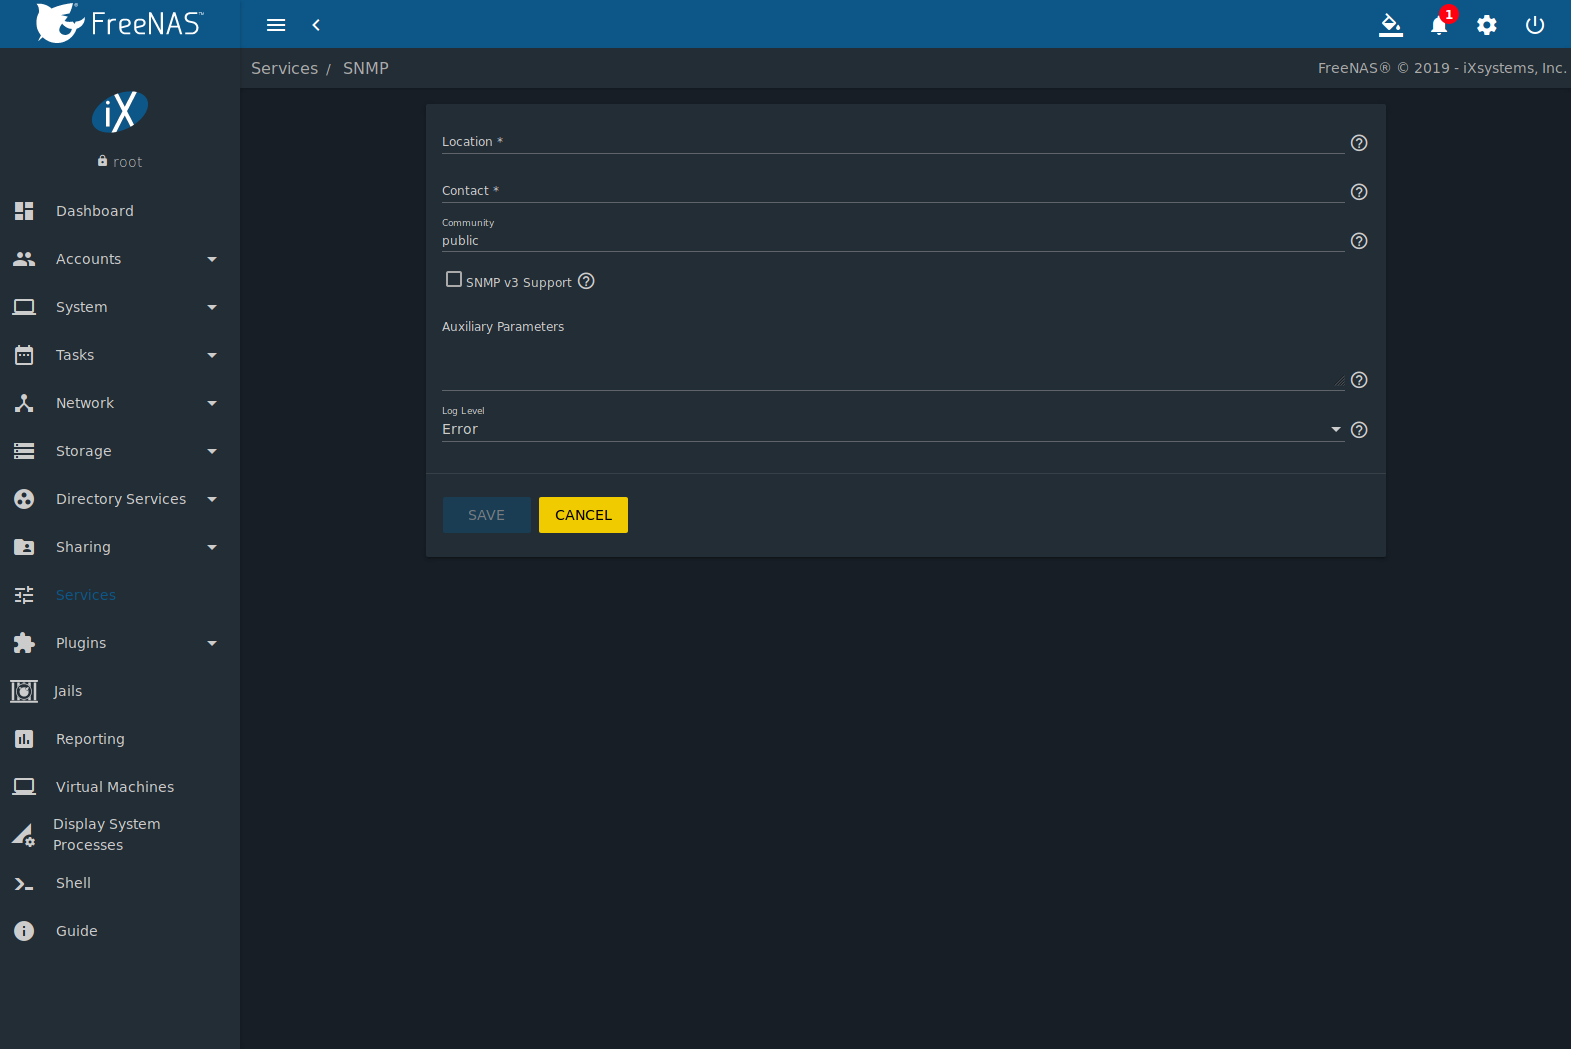 FreeNAS™
1
Services / SNMP
FreeNAS® © 2019 - iXsystems, Inc.
iX
root
Dashboard
Accounts
System
Tasks
Network
Storage
Directory Services
Sharing
Services
Plugins
Jails
Reporting
Virtual Machines
Display System
Processes
Shell
Guide
Location *
Contact *
Community
public
SNMP v3 Support
Auxiliary Parameters
Log Level
Error
SAVE CANCEL